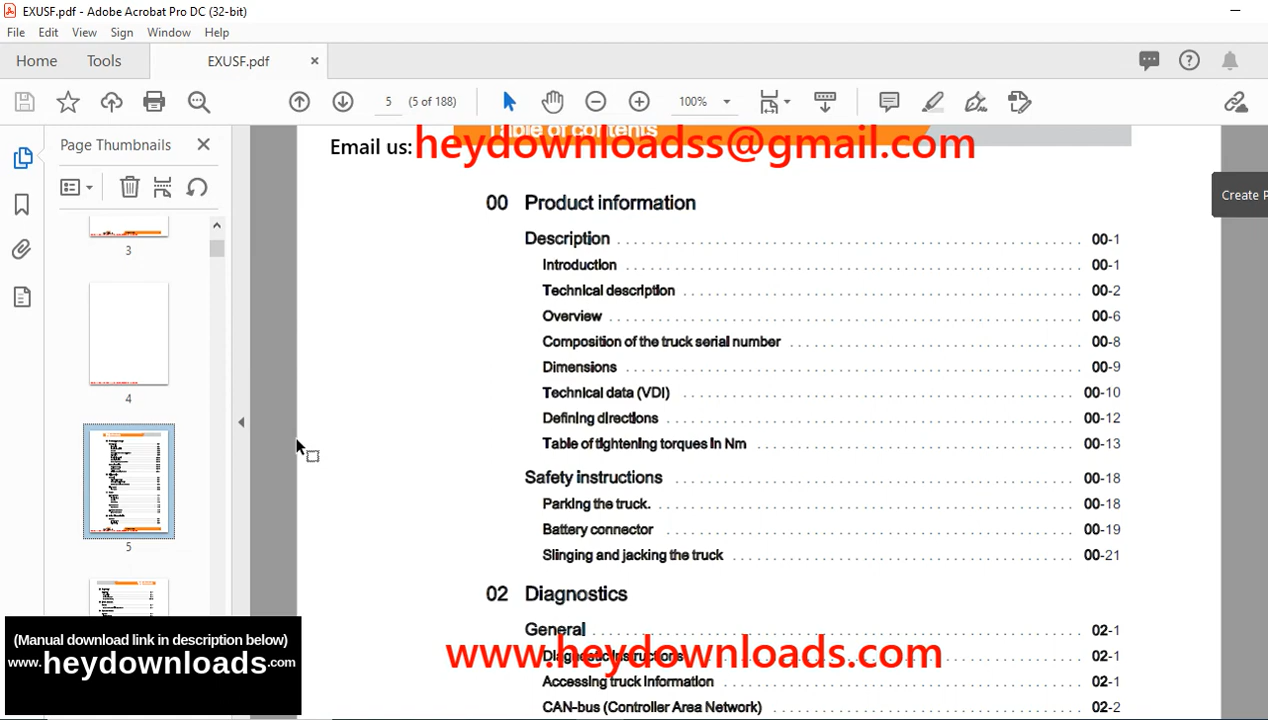 EXUSF.pdf - Adobe Acrobat Pro DC (32-bit)
File Edit View Sign Window Help
Home Tools EXUSF.pdf
5 (5 of 188) 100%
Page Thumbnails
3
4
5
Create P
Table of contents
Email us: heydownloadss@gmail.com
00 Product information
Description 00-1
Introduction 00-1
Technical description 00-2
Overview 00-6
Composition of the truck serial number 00-8
Dimensions 00-9
Technical data (VDI) 00-10
Defining directions 00-12
Table of tightening torques in Nm 00-13
Safety instructions 00-18
Parking the truck. 00-18
Battery connector 00-19
Slinging and jacking the truck 00-21
02 Diagnostics
General 02-1
www.heydownloads.com
Diagnostic instructions 02-1
Accessing truck information 02-1
CAN-bus (Controller Area Network) 02-2
(Manual download link in description below)
www.heydownloads.com